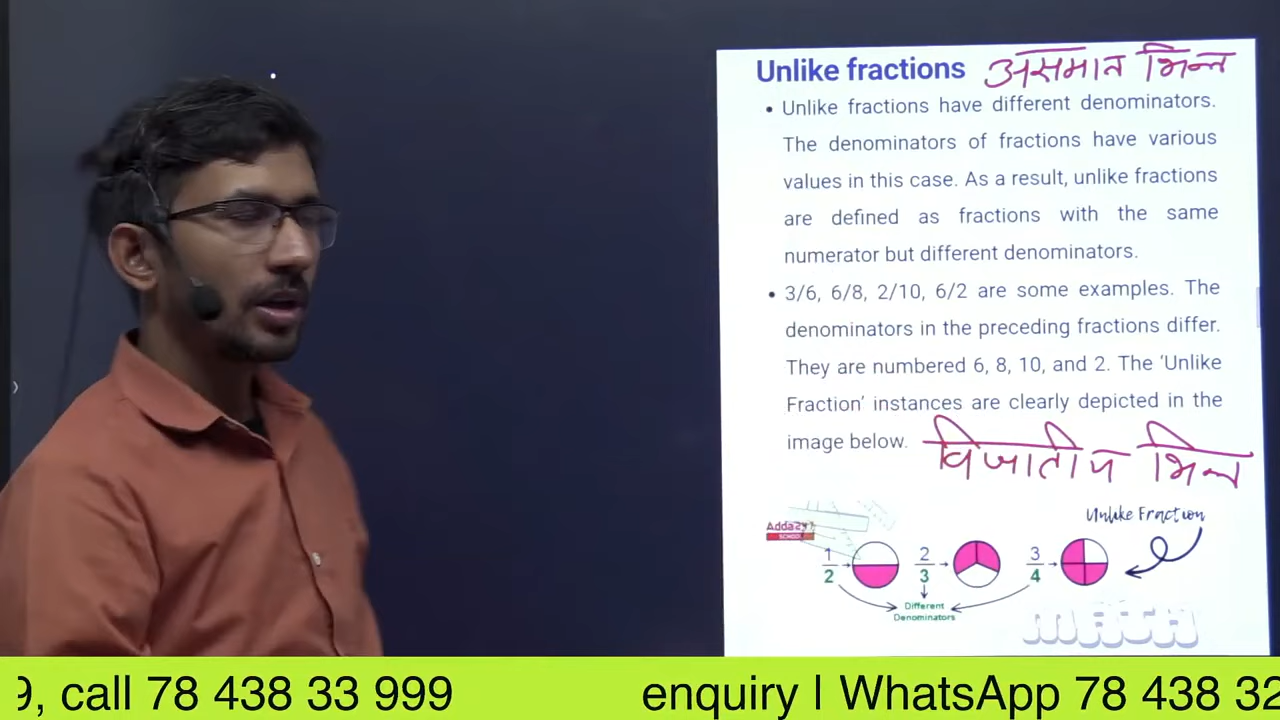 Unlike fractions असमान भिन्न
• Unlike fractions have different denominators.
The denominators of fractions have various
values in this case. As a result, unlike fractions
are defined as fractions with the same
numerator but different denominators.
• 3/6, 6/8, 2/10, 6/2 are some examples. The
denominators in the preceding fractions differ.
They are numbered 6, 8, 10, and 2. The ‘Unlike
Fraction’ instances are clearly depicted in the
image below. विजातीय भिन्न
Unlike Fraction
Adda247
SCHOOL
1/2 2/3 3/4
Different
Denominators
MATH
9, call 78 438 33 999 enquiry | WhatsApp 78 438 32